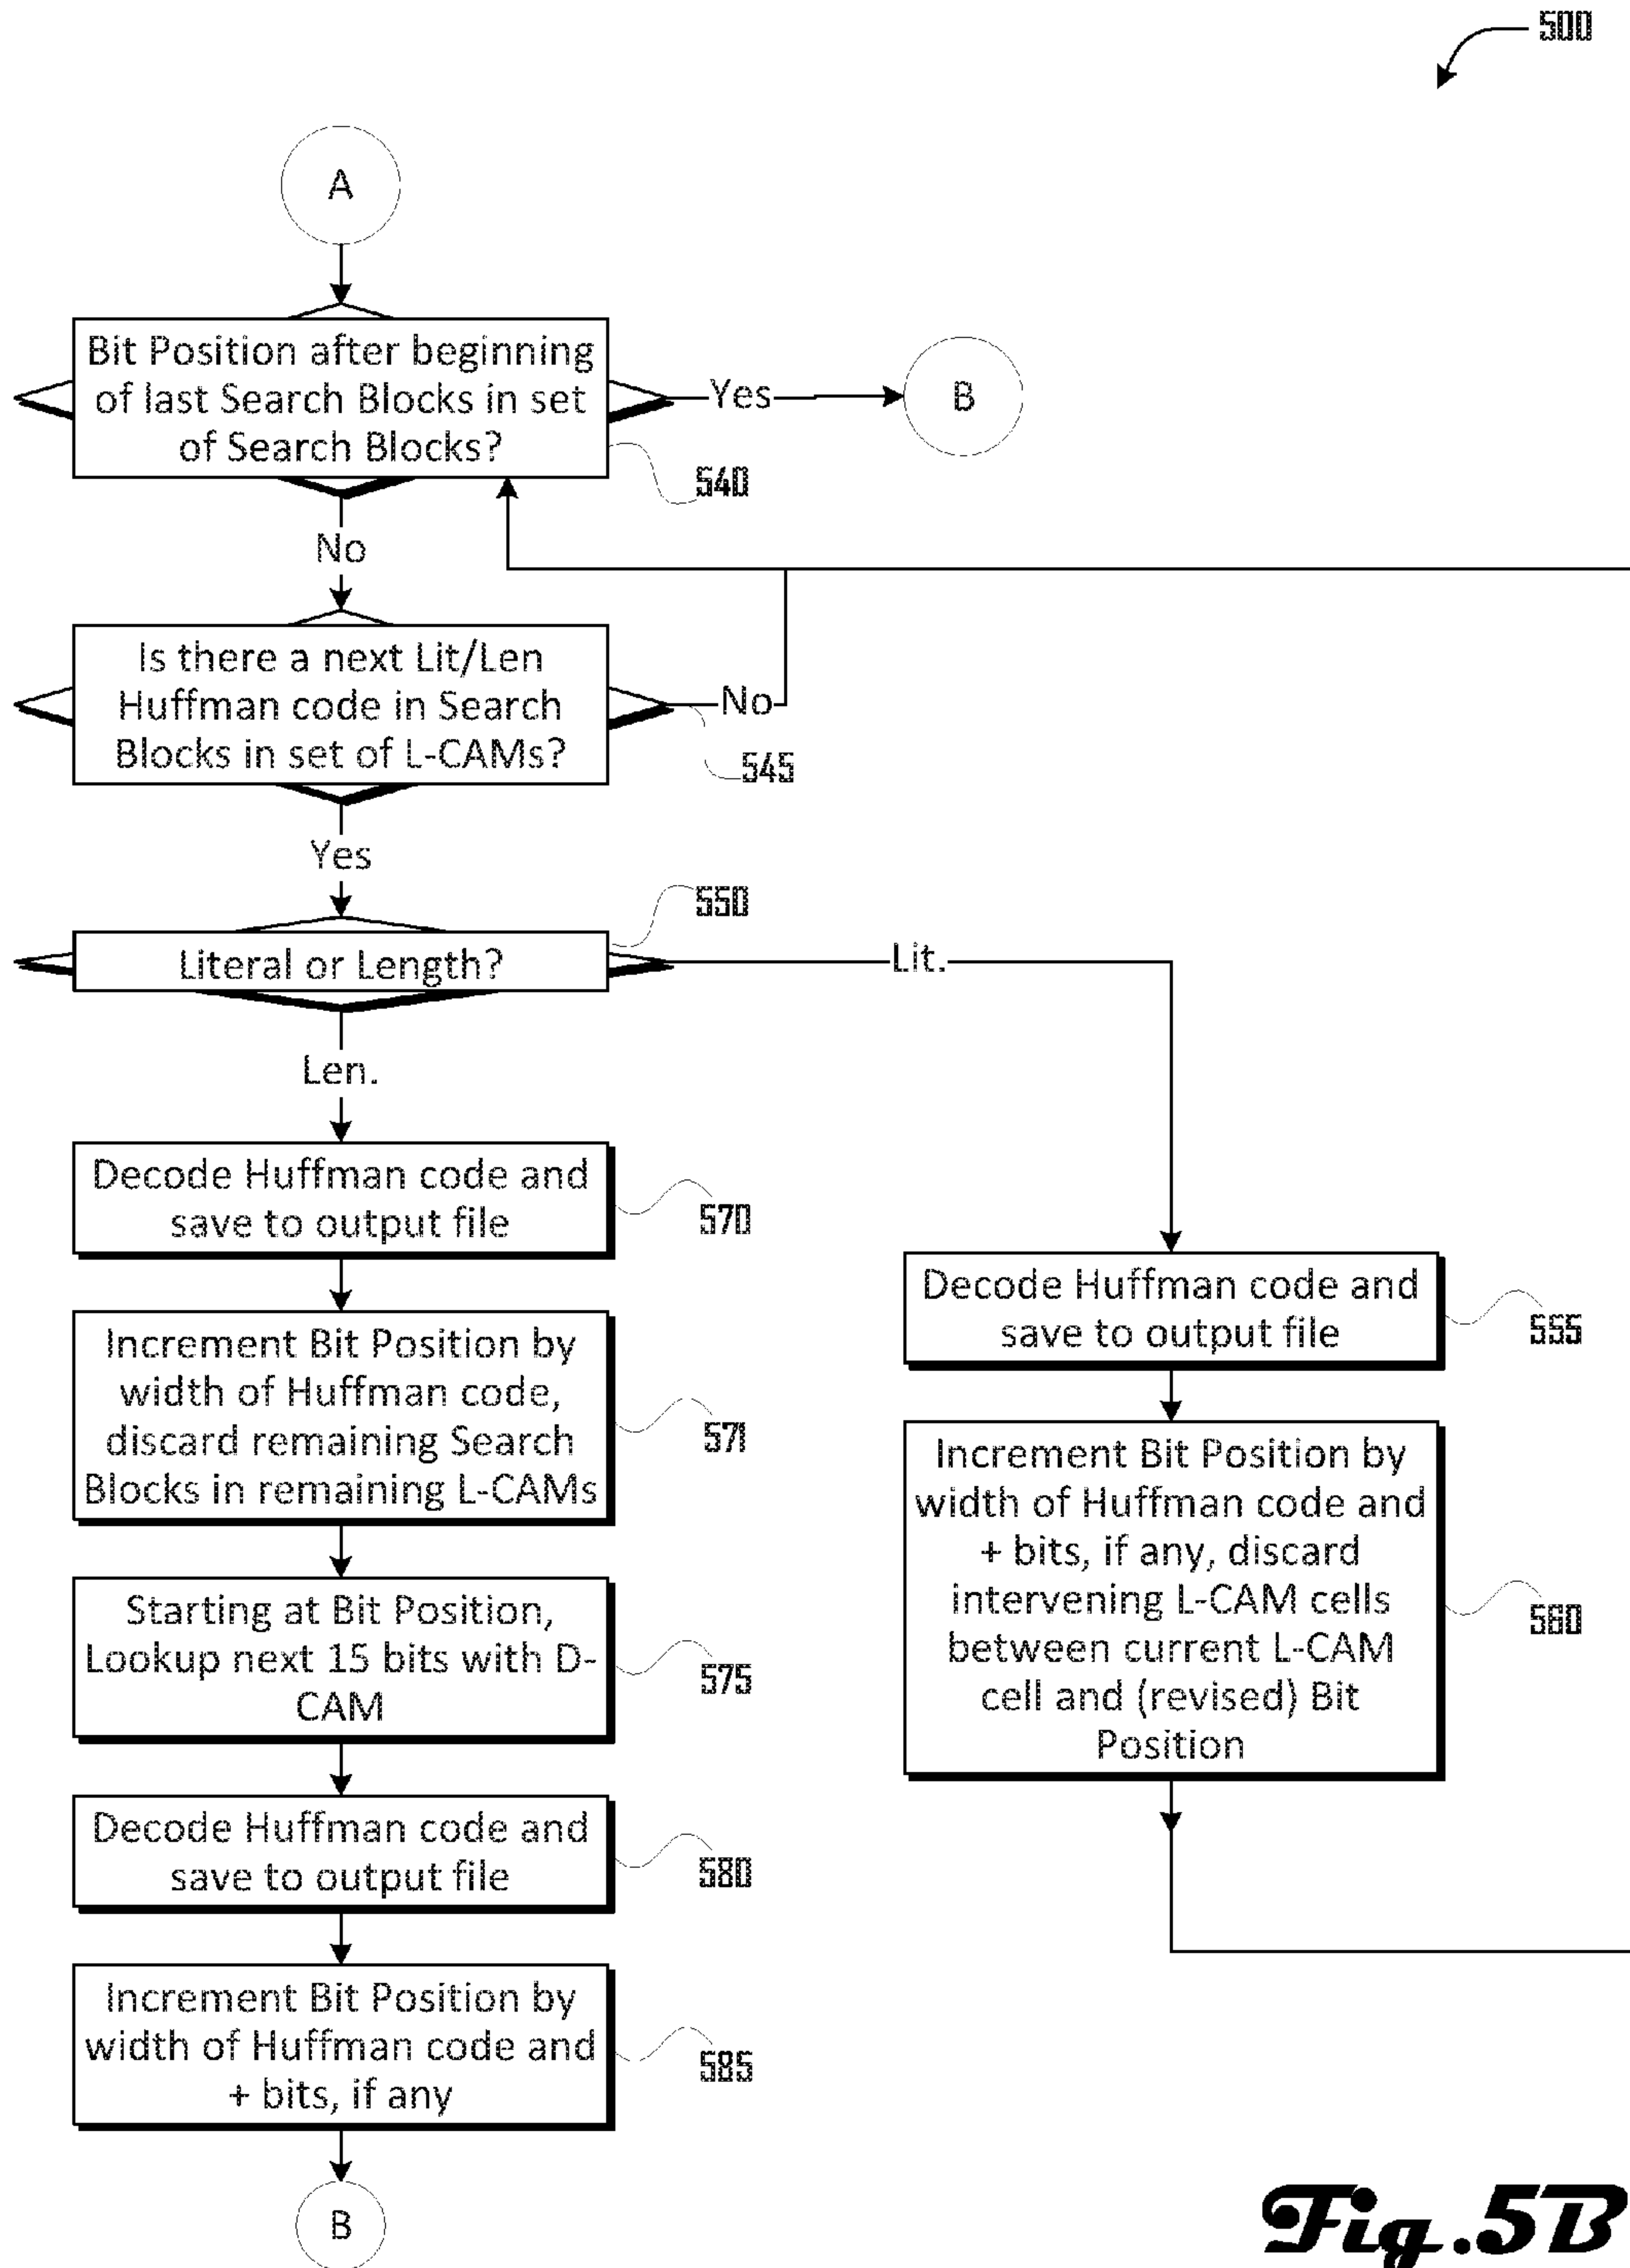 500
A
Bit Position after beginning
of last Search Blocks in set
of Search Blocks?
Yes
B
540
No
Is there a next Lit/Len
Huffman code in Search
Blocks in set of L-CAMs?
No
545
Yes
550
Literal or Length?
Lit.
Len.
Decode Huffman code and
save to output file
570
Increment Bit Position by
width of Huffman code,
discard remaining Search
Blocks in remaining L-CAMs
571
Starting at Bit Position,
Lookup next 15 bits with D-
CAM
575
Decode Huffman code and
save to output file
580
Increment Bit Position by
width of Huffman code and
+ bits, if any
585
B
Decode Huffman code and
save to output file
555
Increment Bit Position by
width of Huffman code and
+ bits, if any, discard
intervening L-CAM cells
between current L-CAM
cell and (revised) Bit
Position
560
Fig.5B